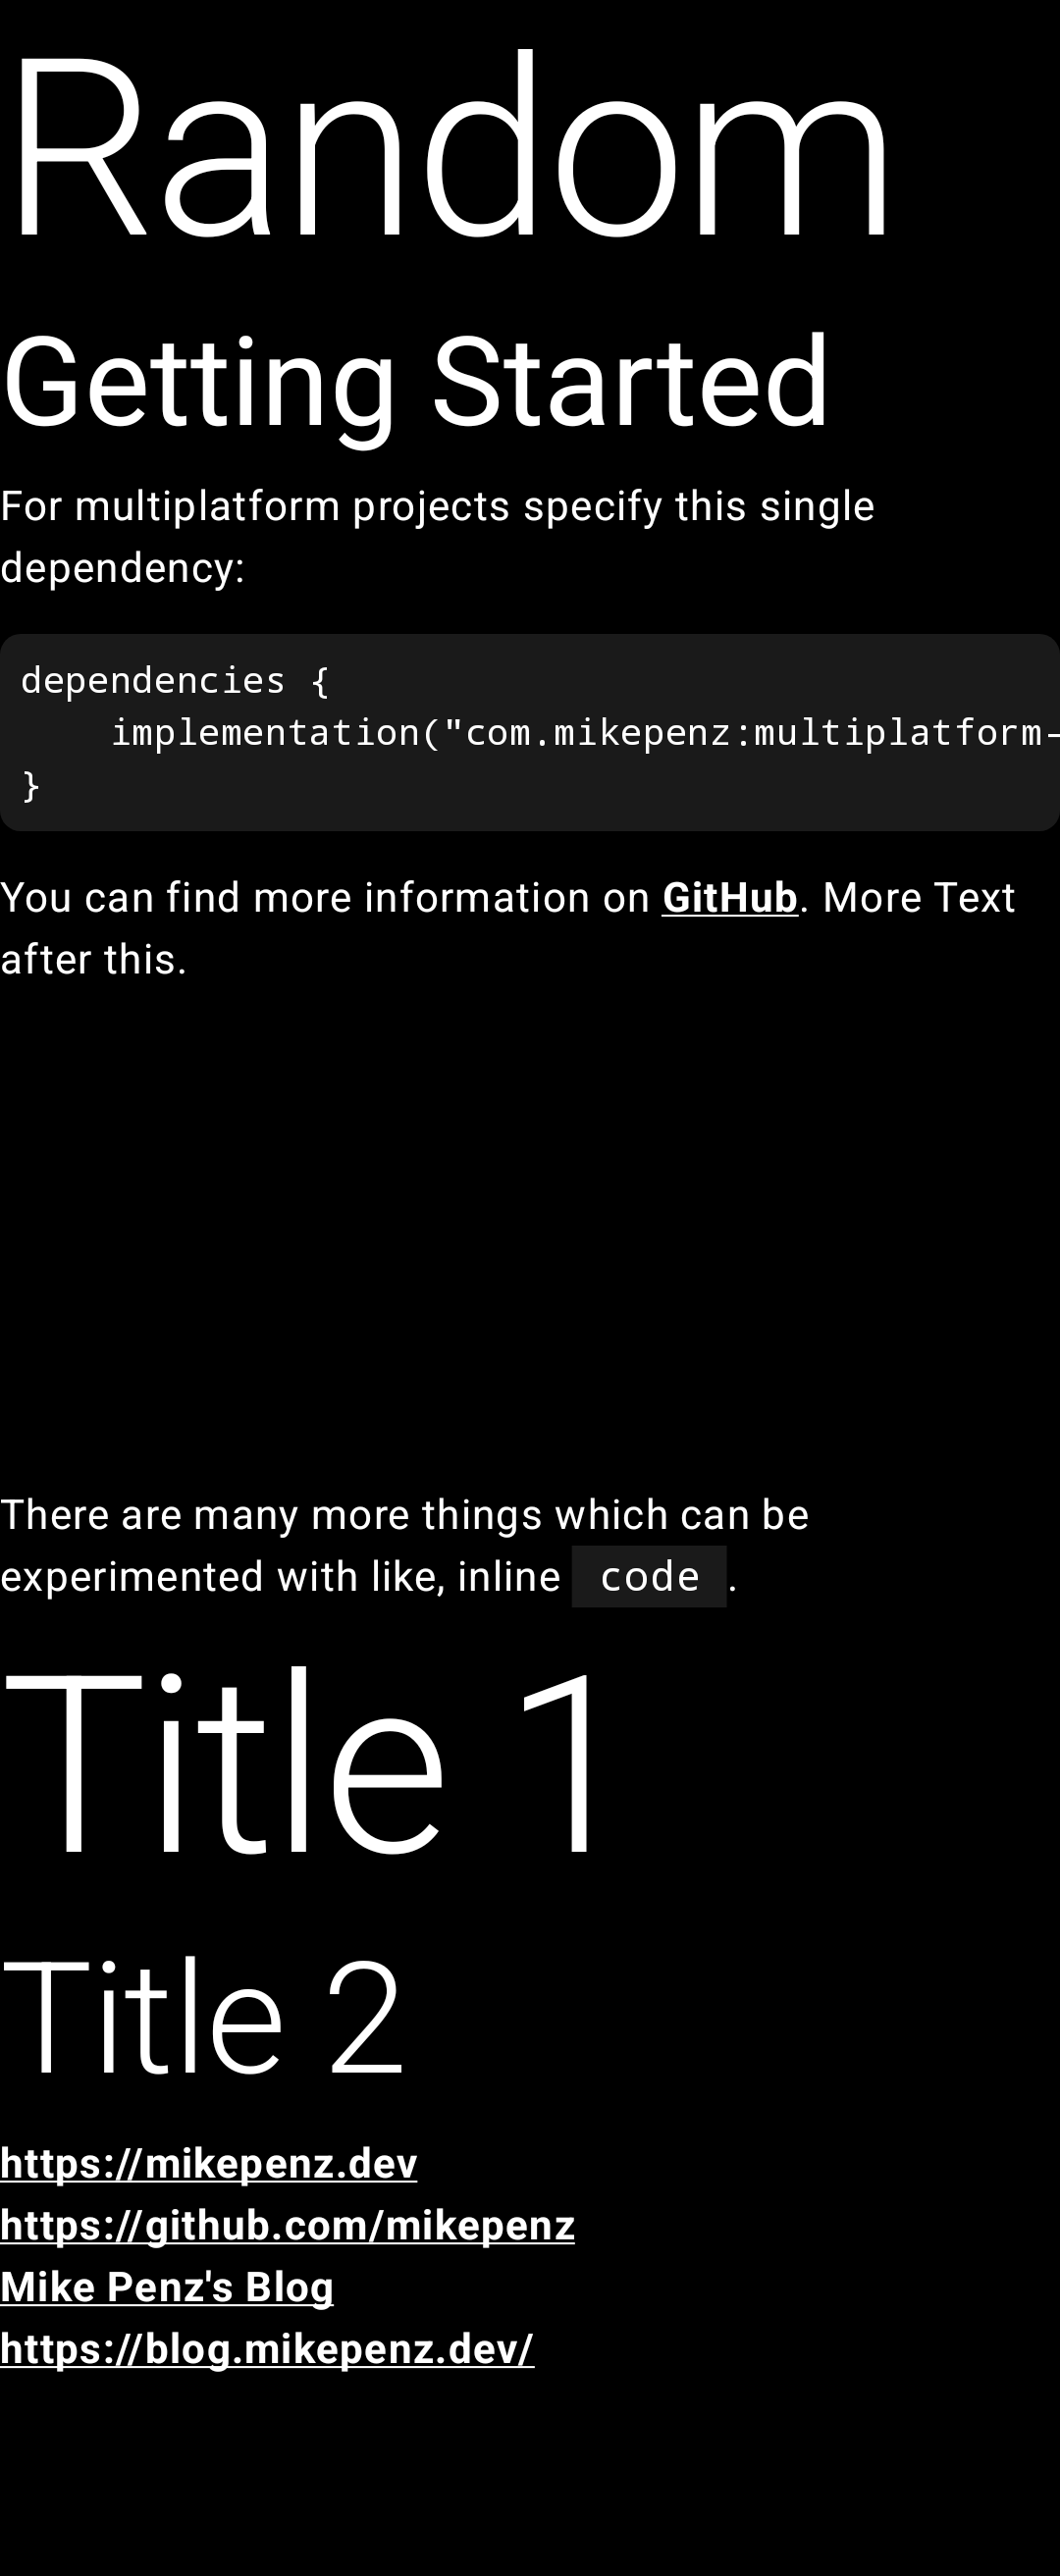 Random
Getting Started
For multiplatform projects specify this single
dependency:
dependencies {
    implementation("com.mikepenz:multiplatform-
}
You can find more information on GitHub. More Text
after this.
There are many more things which can be
experimented with like, inline code .
Title 1
Title 2
https://mikepenz.dev
https://github.com/mikepenz
Mike Penz's Blog
https://blog.mikepenz.dev/